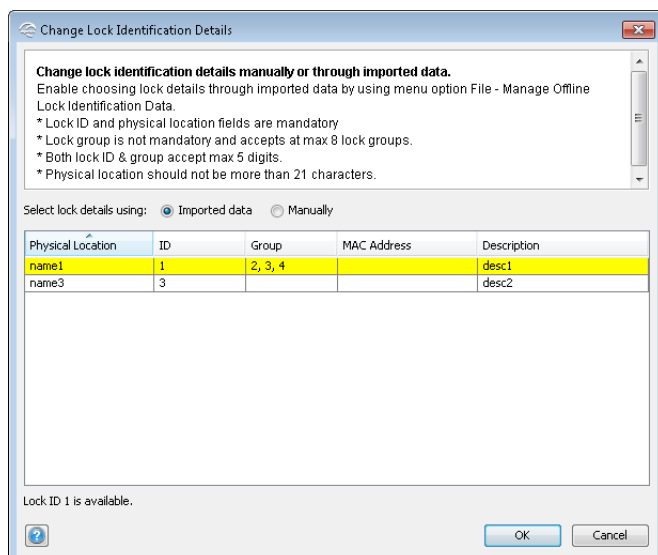 Change Lock Identification Details
Change lock identification details manually or through imported data.
Enable choosing lock details through imported data by using menu option File - Manage Offline
Lock Identification Data.
* Lock ID and physical location fields are mandatory
* Lock group is not mandatory and accepts at max 8 lock groups.
* Both lock ID & group accept max 5 digits.
* Physical location should not be more than 21 characters.
Select lock details using: Imported data Manually
Physical Location ID Group MAC Address Description
name1 1 2, 3, 4 desc1
name3 3 desc2
Lock ID 1 is available.
? OK Cancel